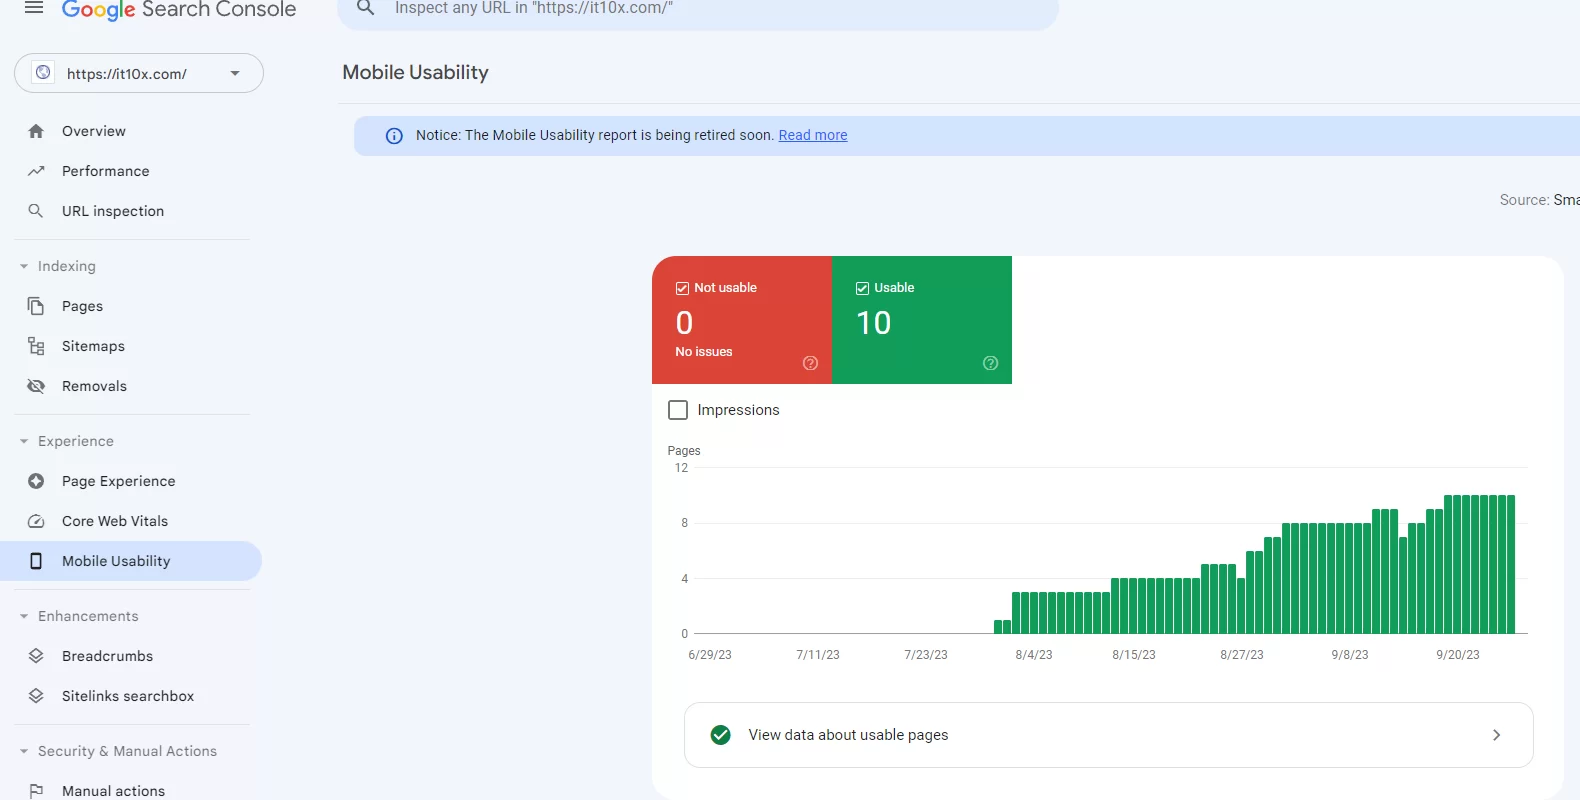 Google Search Console
Inspect any URL in "https://it10x.com/"
https://it10x.com/
Overview
Performance
URL inspection
Indexing
Pages
Sitemaps
Removals
Experience
Page Experience
Core Web Vitals
Mobile Usability
Enhancements
Breadcrumbs
Sitelinks searchbox
Security & Manual Actions
Manual actions
Mobile Usability
Notice: The Mobile Usability report is being retired soon. Read more
Source: Sma
Not usable
0
No issues
Usable
10
Impressions
Pages
12
8
4
0
6/29/23 7/11/23 7/23/23 8/4/23 8/15/23 8/27/23 9/8/23 9/20/23
View data about usable pages